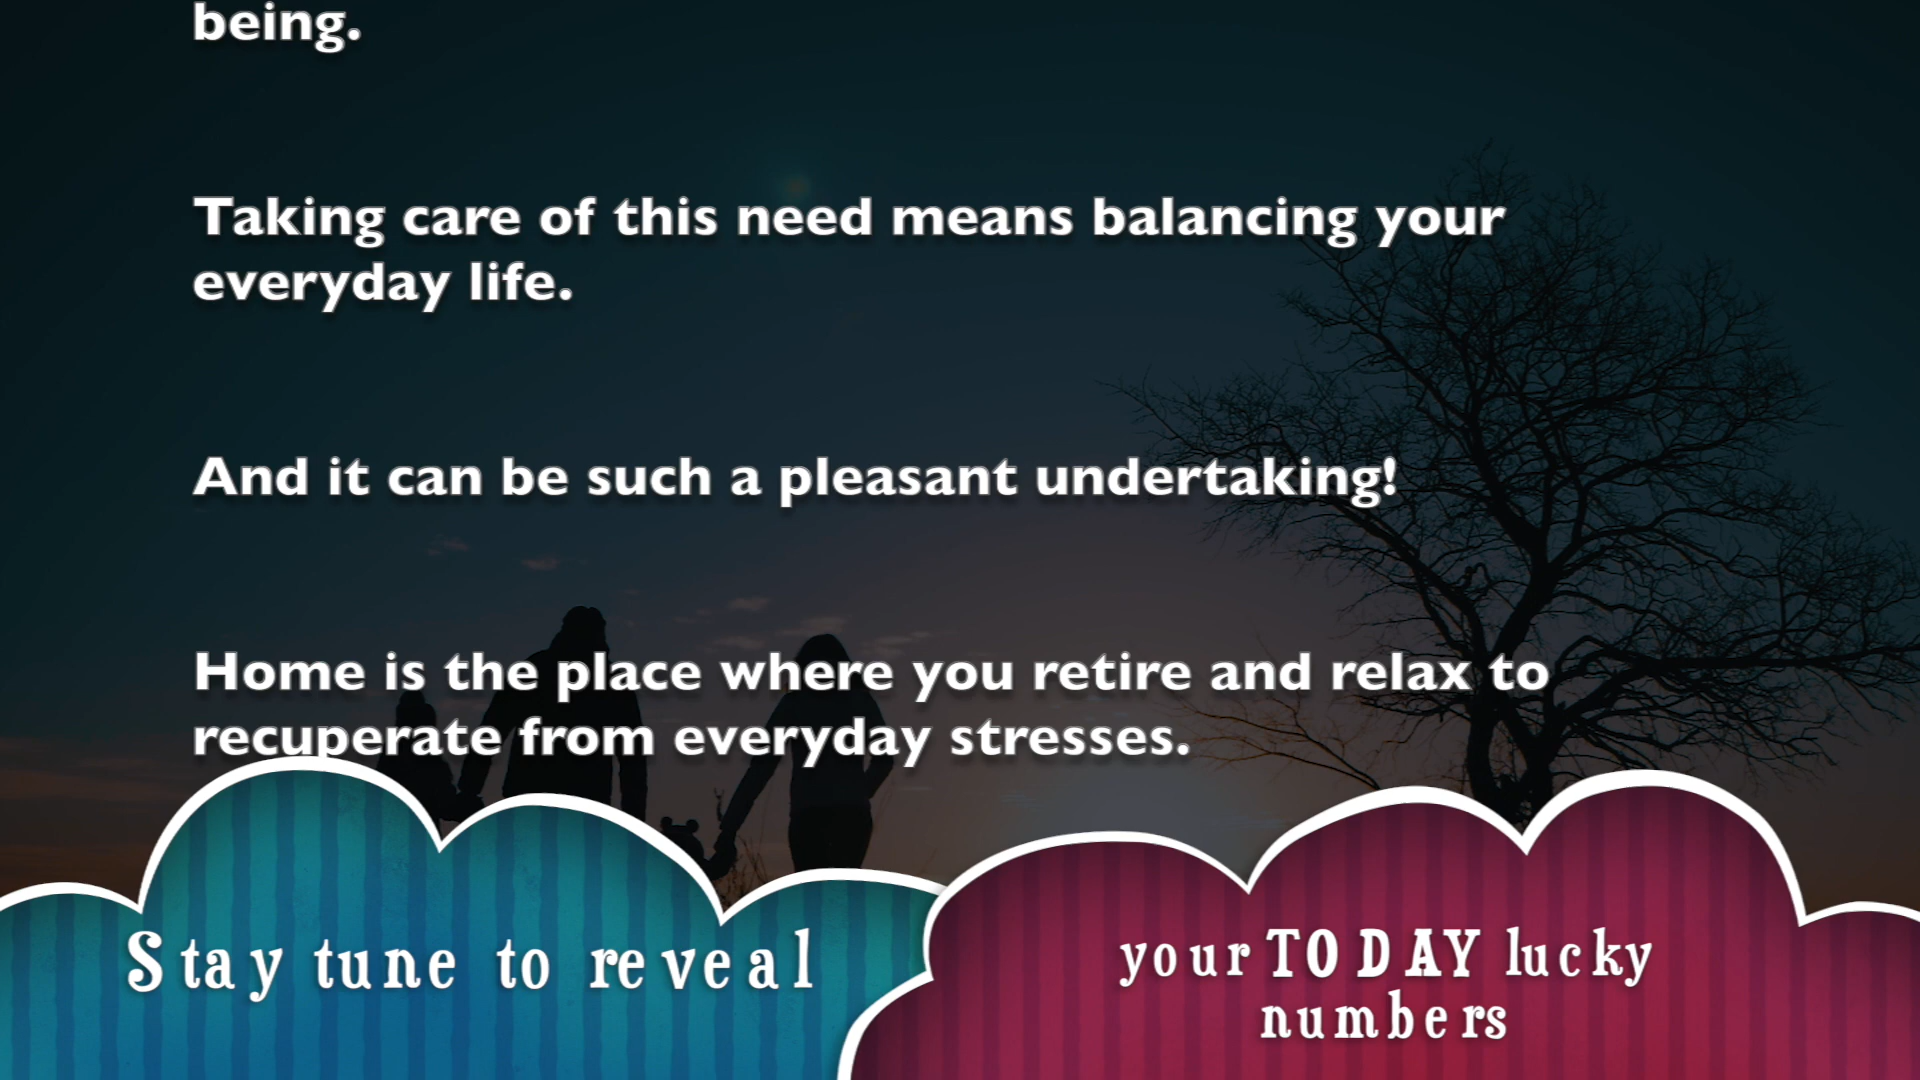 being.
Taking care of this need means balancing your
everyday life.
And it can be such a pleasant undertaking!
Home is the place where you retire and relax to
recuperate from everyday stresses.
Stay tune to reveal
your TODAY lucky
numbers